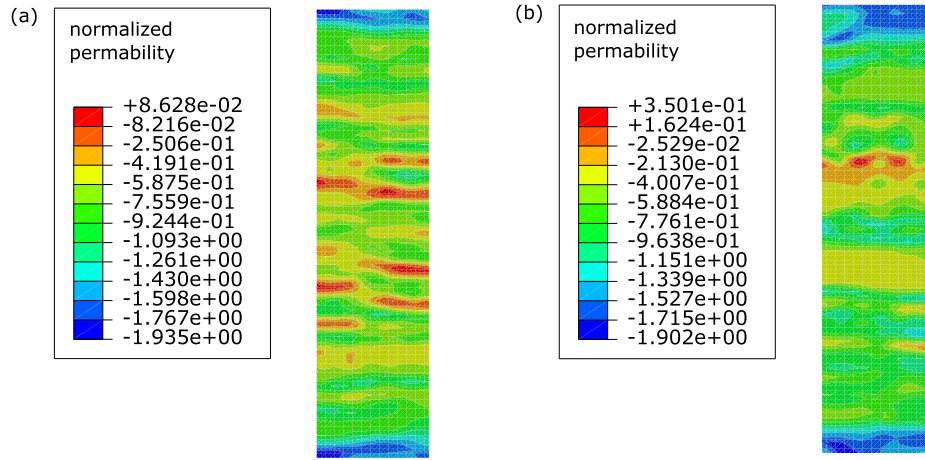 (a)
normalized
permability
+8.628e-02
-8.216e-02
-2.506e-01
-4.191e-01
-5.875e-01
-7.559e-01
-9.244e-01
-1.093e+00
-1.261e+00
-1.430e+00
-1.598e+00
-1.767e+00
-1.935e+00
(b)
normalized
permability
+3.501e-01
+1.624e-01
-2.529e-02
-2.130e-01
-4.007e-01
-5.884e-01
-7.761e-01
-9.638e-01
-1.151e+00
-1.339e+00
-1.527e+00
-1.715e+00
-1.902e+00